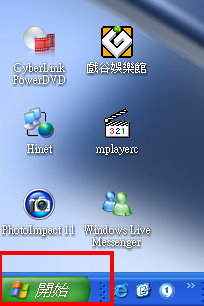 CyberLink
PowerDVD
戲谷娛樂館
Hinet
321
mplayerc
PhotoImpact 11
Windows Live
Messenger
開始